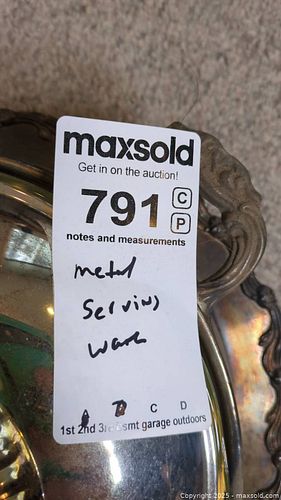 maxsold
Get in on the auction!
791 C
P
notes and measurements
metal
Serving
ware
A B C D
1st 2nd 3rd bsmt garage outdoors
Copyright 2025 - maxsold.com